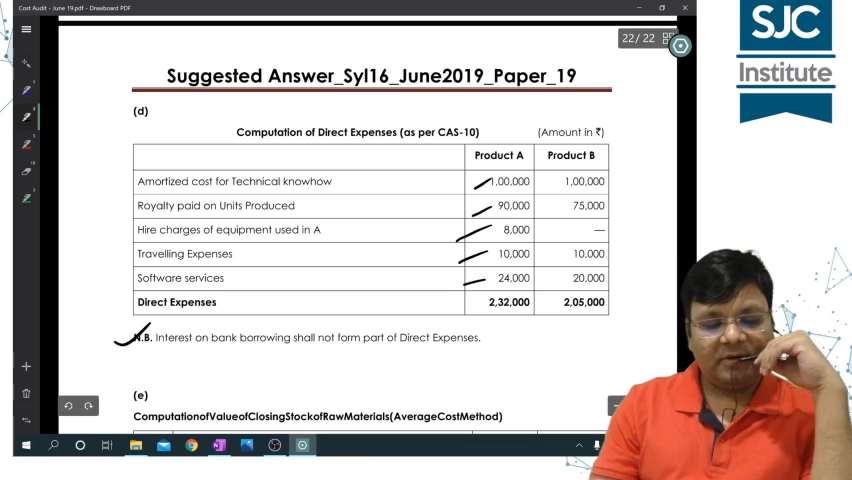 Cost Audit - June 19.pdf - Drawboard PDF
22 / 22
SJC
Institute
Suggested Answer_Syl16_June2019_Paper_19
(d)
Computation of Direct Expenses (as per CAS-10) (Amount in ₹)
Product A Product B
Amortized cost for Technical knowhow 1,00,000 1,00,000
Royalty paid on Units Produced 90,000 75,000
Hire charges of equipment used in A 8,000 —
Travelling Expenses 10,000 10,000
Software services 24,000 20,000
Direct Expenses 2,32,000 2,05,000
N.B. Interest on bank borrowing shall not form part of Direct Expenses.
(e)
ComputationofValueofClosingStockofRawMaterials(AverageCostMethod)